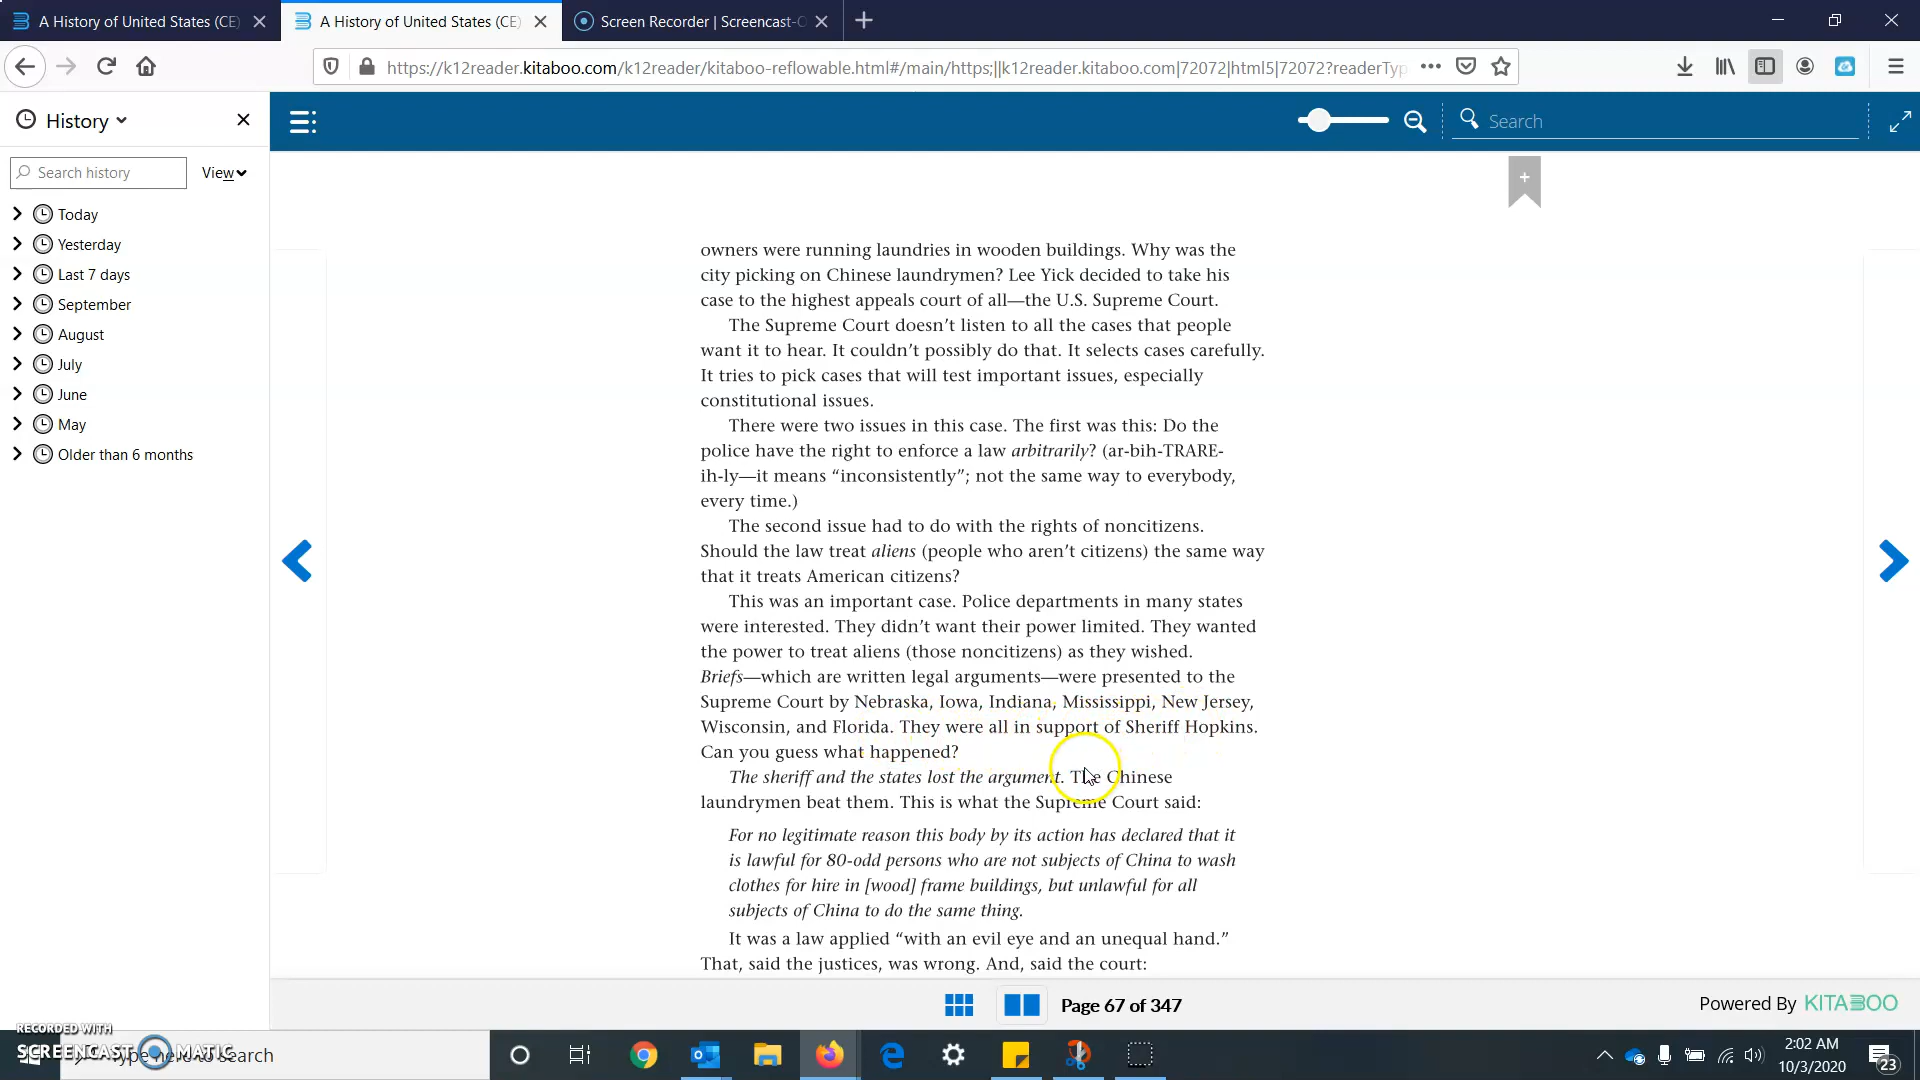 A History of United States (CE)
A History of United States (CE)
Screen Recorder | Screencast-O
https://k12reader.kitaboo.com/k12reader/kitaboo-reflowable.html#/main/https;||k12reader.kitaboo.com|72072|html5|72072?readerTyp
History
Search
Search history
View
+
Today
Yesterday
Last 7 days
September
August
July
June
May
Older than 6 months
owners were running laundries in wooden buildings. Why was the
city picking on Chinese laundrymen? Lee Yick decided to take his
case to the highest appeals court of all—the U.S. Supreme Court.
The Supreme Court doesn’t listen to all the cases that people
want it to hear. It couldn’t possibly do that. It selects cases carefully.
It tries to pick cases that will test important issues, especially
constitutional issues.
There were two issues in this case. The first was this: Do the
police have the right to enforce a law arbitrarily? (ar-bih-TRARE-
ih-ly—it means “inconsistently”; not the same way to everybody,
every time.)
The second issue had to do with the rights of noncitizens.
Should the law treat aliens (people who aren’t citizens) the same way
that it treats American citizens?
This was an important case. Police departments in many states
were interested. They didn’t want their power limited. They wanted
the power to treat aliens (those noncitizens) as they wished.
Briefs—which are written legal arguments—were presented to the
Supreme Court by Nebraska, Iowa, Indiana, Mississippi, New Jersey,
Wisconsin, and Florida. They were all in support of Sheriff Hopkins.
Can you guess what happened?
The sheriff and the states lost the argument. The Chinese
laundrymen beat them. This is what the Supreme Court said:
For no legitimate reason this body by its action has declared that it
is lawful for 80-odd persons who are not subjects of China to wash
clothes for hire in [wood] frame buildings, but unlawful for all
subjects of China to do the same thing.
It was a law applied “with an evil eye and an unequal hand.”
That, said the justices, was wrong. And, said the court:
Page 67 of 347
Powered By KITABOO
RECORDED WITH
SCREENCAST MATIC
Type here to search
2:02 AM
10/3/2020
23